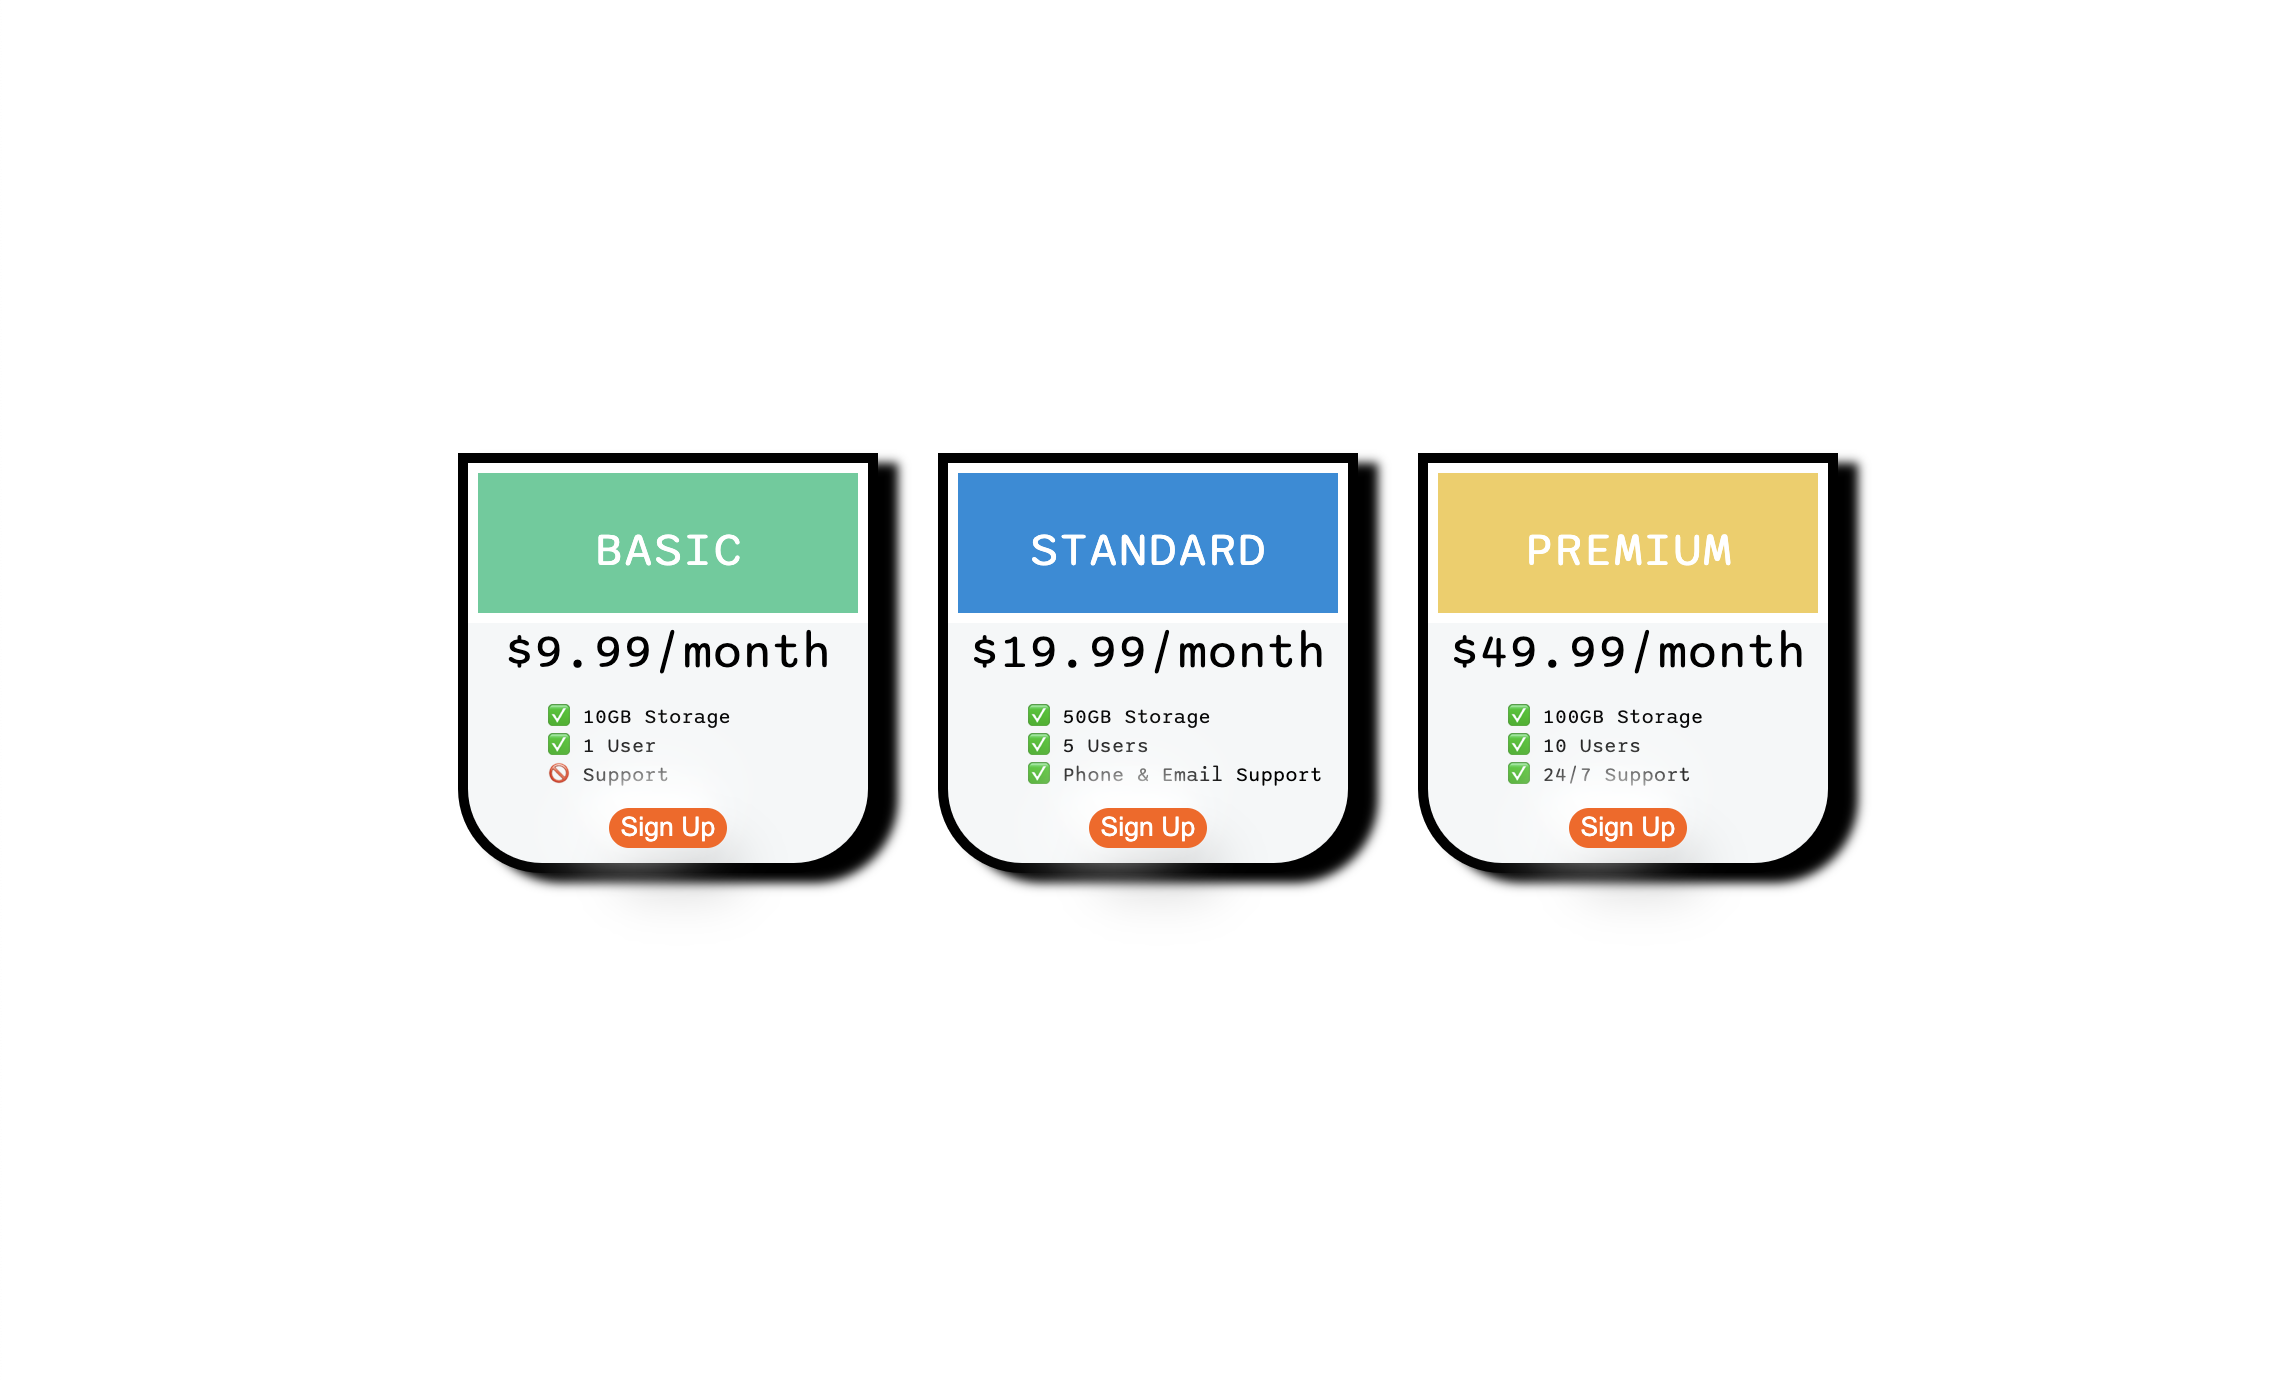 BASIC
$9.99/month
✅ 10GB Storage
✅ 1 User
🚫 Support
Sign Up
STANDARD
$19.99/month
✅ 50GB Storage
✅ 5 Users
✅ Phone & Email Support
Sign Up
PREMIUM
$49.99/month
✅ 100GB Storage
✅ 10 Users
✅ 24/7 Support
Sign Up